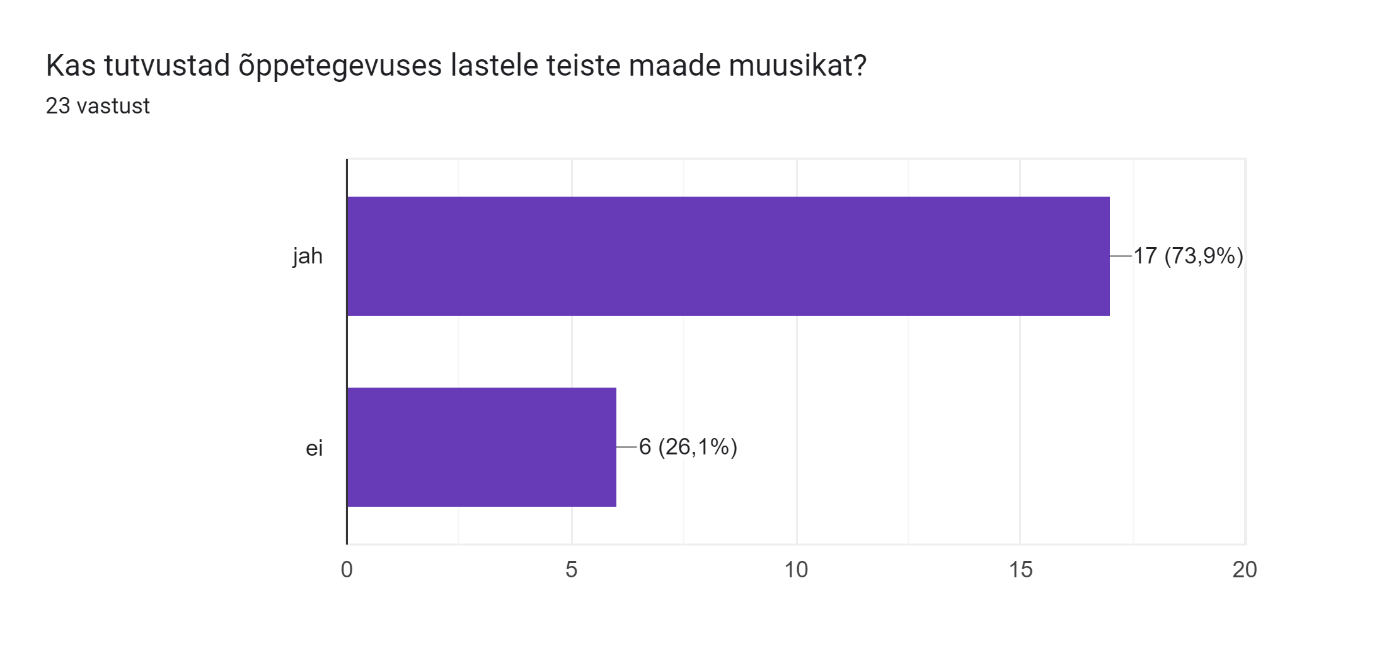 Kas tutvustad õppetegevuses lastele teiste maade muusikat?
23 vastust
jah
17 (73,9%)
ei
6 (26,1%)
0 5 10 15 20